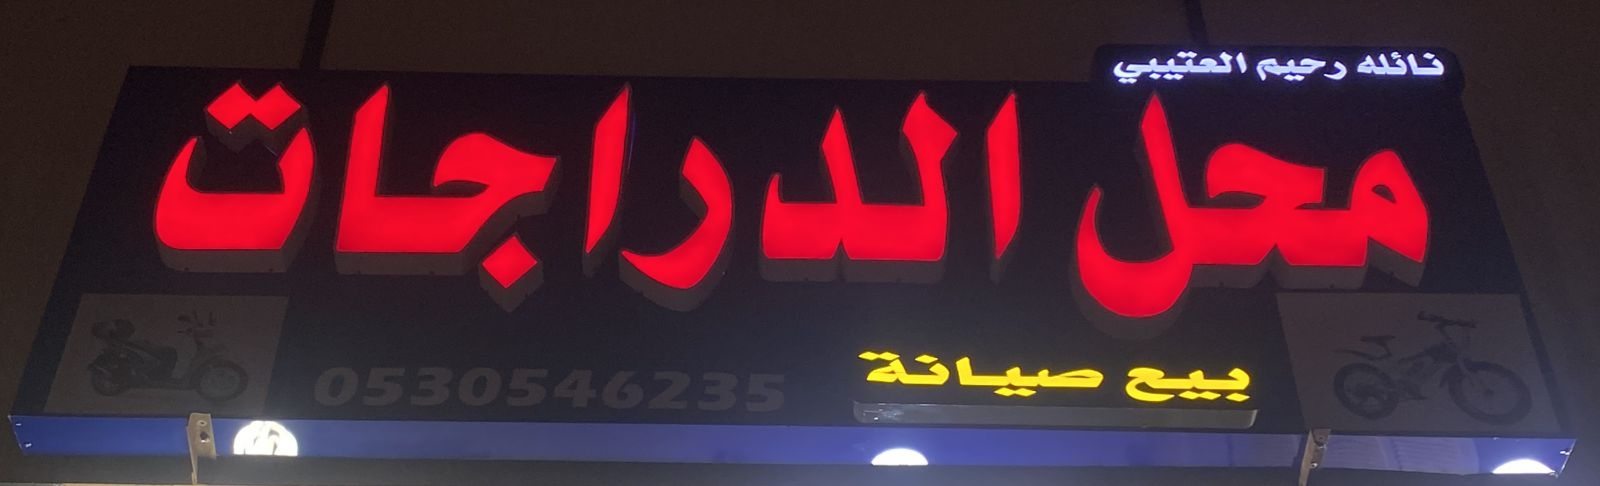 نائله رحيم العتيبي
محل الدراجات
بيع صيانة
0530546235